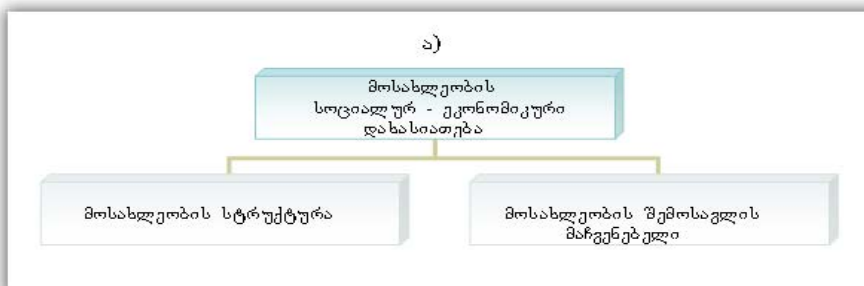 ა)
მოსახლეობის
სოციალურ - ეკონომიკური
დახასიათება
მოსახლეობის სტრუქტურა
მოსახლეობის შემოსავლის
მაჩვენებელი